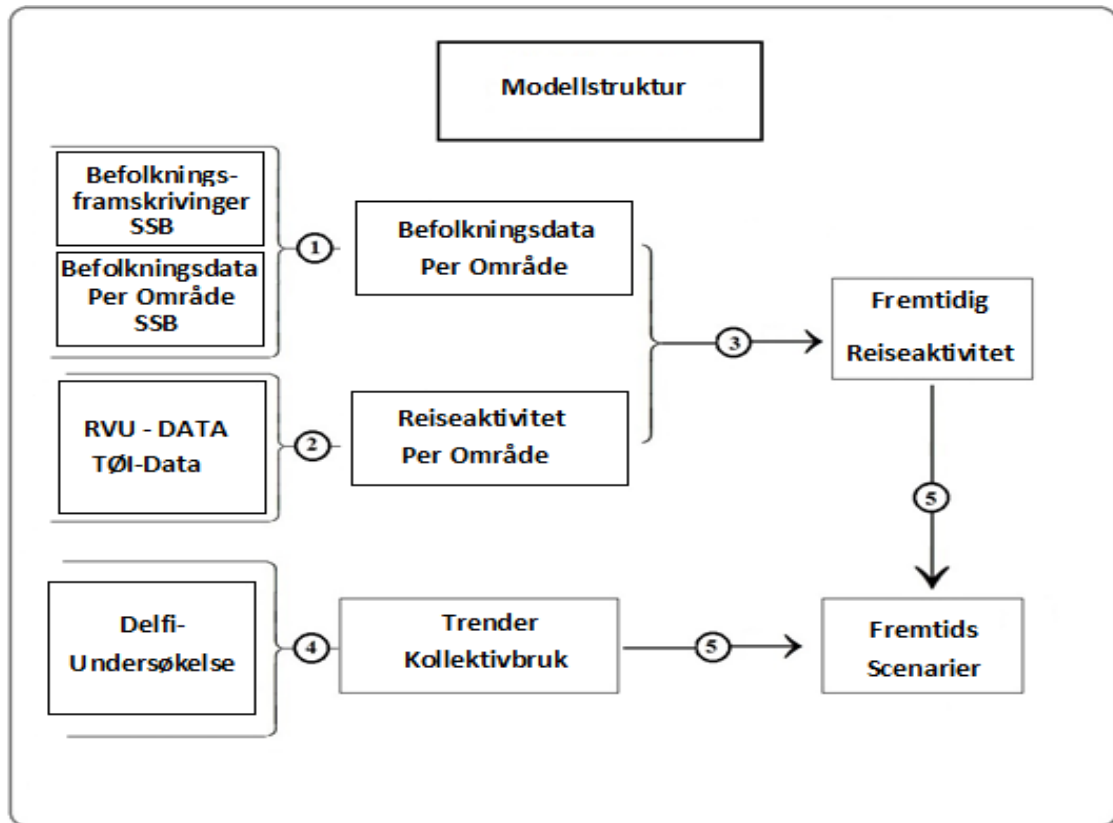 Modellstruktur
Befolknings-
framskrivinger
SSB
Befolkningsdata
Per Område
SSB
1
Befolkningsdata
Per Område
3
Fremtidig
Reiseaktivitet
RVU - DATA
TØI-Data
2
Reiseaktivitet
Per Område
5
Delfi-
Undersøkelse
4
Trender
Kollektivbruk
5
Fremtids
Scenarier